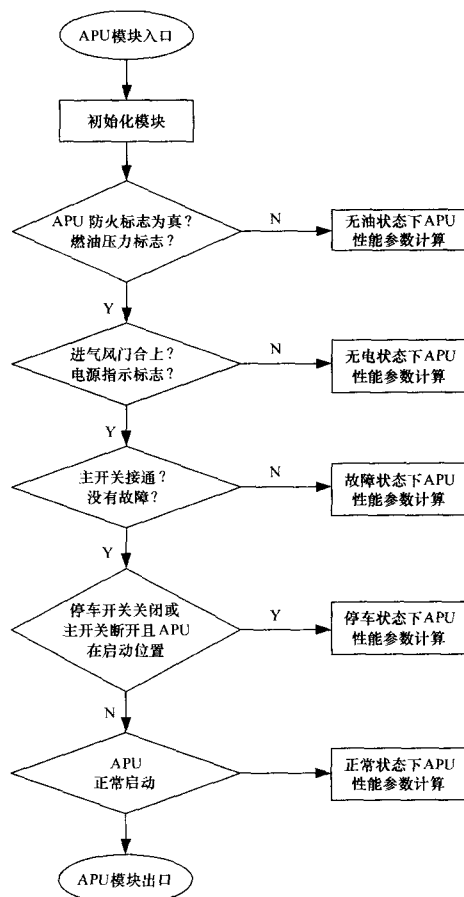 APU模块入口
初始化模块
APU 防火标志为真？
燃油压力标志？
N
无油状态下APU
性能参数计算
Y
进气风门合上？
电源指示标志？
N
无电状态下APU
性能参数计算
Y
主开关接通？
没有故障？
N
故障状态下APU
性能参数计算
Y
停车开关关闭或
主开关断开且APU
在启动位置
Y
停车状态下APU
性能参数计算
N
APU
正常启动
正常状态下APU
性能参数计算
APU模块出口